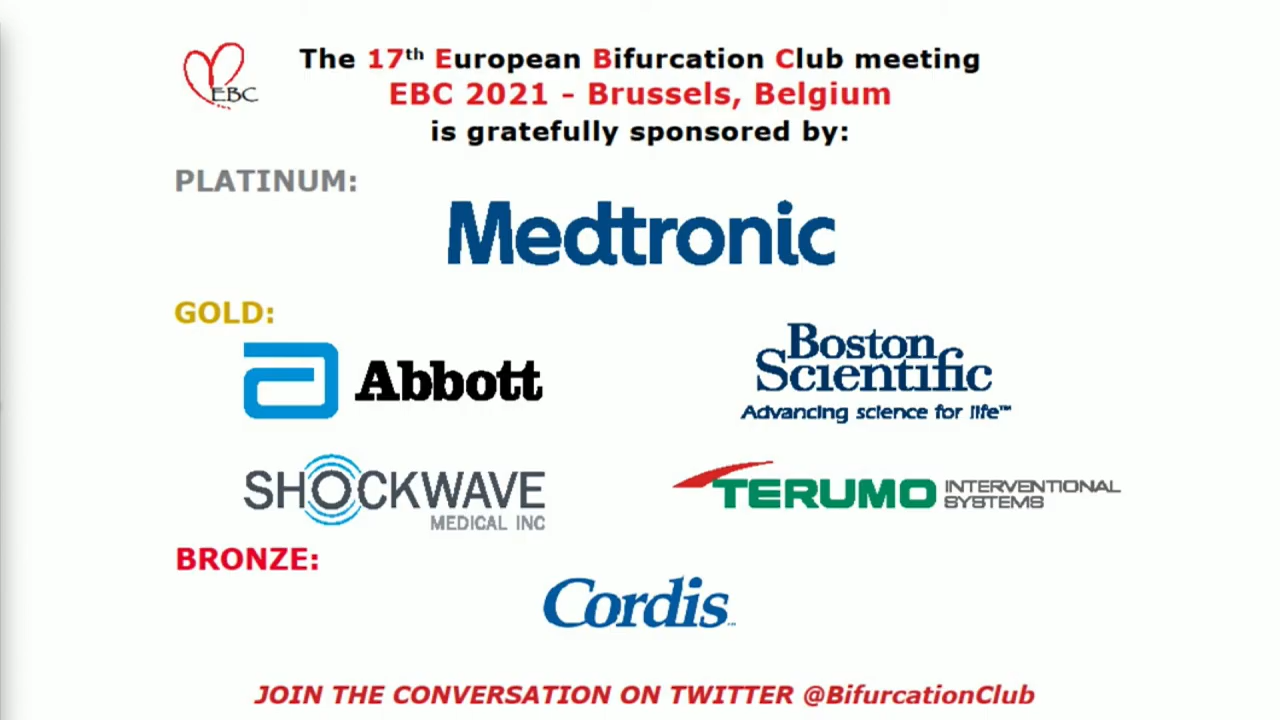 EBC
The 17th European Bifurcation Club meeting
EBC 2021 - Brussels, Belgium
is gratefully sponsored by:
PLATINUM:
Medtronic
GOLD:
Abbott
Boston
Scientific
Advancing science for life™
SHOCKWAVE
MEDICAL INC
TERUMO INTERVENTIONAL
SYSTEMS
BRONZE:
Cordis
JOIN THE CONVERSATION ON TWITTER @BifurcationClub